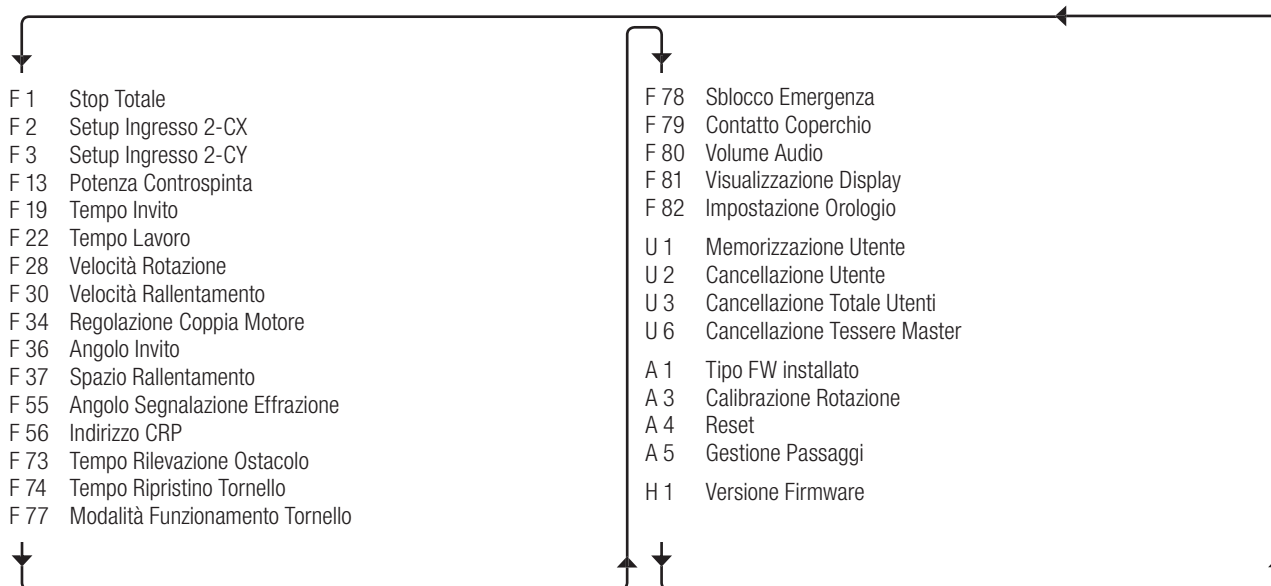 F 1 Stop Totale
F 2 Setup Ingresso 2-CX
F 3 Setup Ingresso 2-CY
F 13 Potenza Controspinta
F 19 Tempo Invito
F 22 Tempo Lavoro
F 28 Velocità Rotazione
F 30 Velocità Rallentamento
F 34 Regolazione Coppia Motore
F 36 Angolo Invito
F 37 Spazio Rallentamento
F 55 Angolo Segnalazione Effrazione
F 56 Indirizzo CRP
F 73 Tempo Rilevazione Ostacolo
F 74 Tempo Ripristino Tornello
F 77 Modalità Funzionamento Tornello
F 78 Sblocco Emergenza
F 79 Contatto Coperchio
F 80 Volume Audio
F 81 Visualizzazione Display
F 82 Impostazione Orologio
U 1 Memorizzazione Utente
U 2 Cancellazione Utente
U 3 Cancellazione Totale Utenti
U 6 Cancellazione Tessere Master
A 1 Tipo FW installato
A 3 Calibrazione Rotazione
A 4 Reset
A 5 Gestione Passaggi
H 1 Versione Firmware